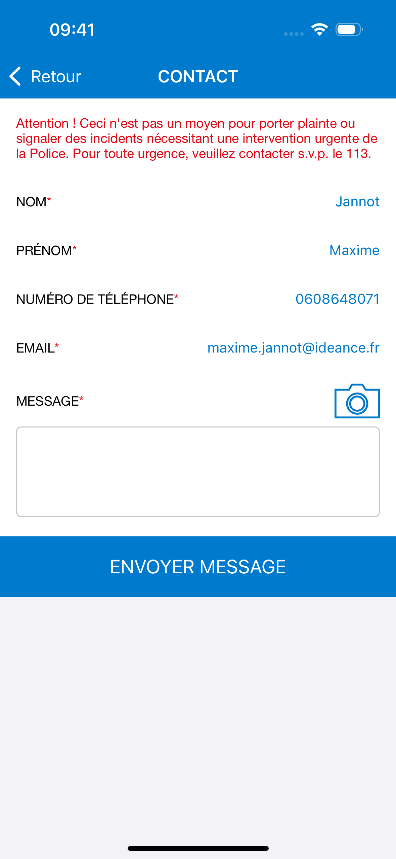 09:41
Retour
CONTACT
Attention ! Ceci n'est pas un moyen pour porter plainte ou
signaler des incidents nécessitant une intervention urgente de
la Police. Pour toute urgence, veuillez contacter s.v.p. le 113.
NOM* Jannot
PRÉNOM* Maxime
NUMÉRO DE TÉLÉPHONE* 0608648071
EMAIL* maxime.jannot@ideance.fr
MESSAGE*
ENVOYER MESSAGE